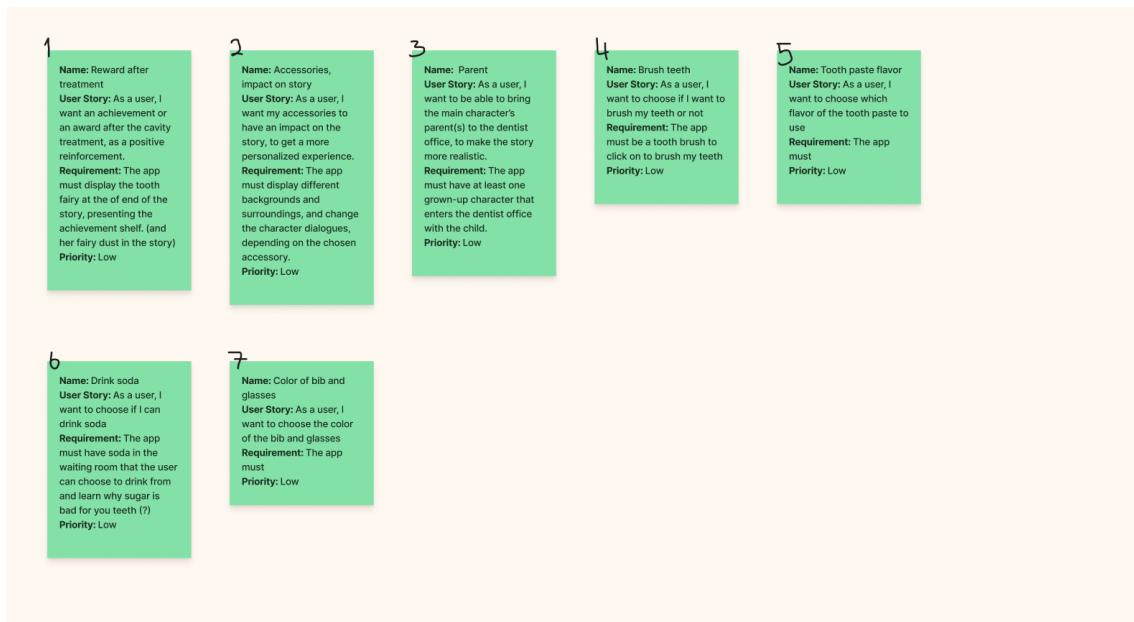 1
Name: Reward after
treatment
User Story: As a user, I
want an achievement or
an award after the cavity
treatment, as a positive
reinforcement.
Requirement: The app
must display the tooth
fairy at the of end of the
story, presenting the
achievement shelf. (and
her fairy dust in the story)
Priority: Low
2
Name: Accessories,
impact on story
User Story: As a user, I
want my accessories to
have an impact on the
story, to get a more
personalized experience.
Requirement: The app
must display different
backgrounds and
surroundings, and change
the character dialogues,
depending on the chosen
accessory.
Priority: Low
3
Name: Parent
User Story: As a user, I
want to be able to bring
the main character's
parent(s) to the dentist
office, to make the story
more realistic.
Requirement: The app
must have at least one
grown-up character that
enters the dentist office
with the child.
Priority: Low
4
Name: Brush teeth
User Story: As a user, I
want to choose if I want to
brush my teeth or not
Requirement: The app
must be a tooth brush to
click on to brush my teeth
Priority: Low
5
Name: Tooth paste flavor
User Story: As a user, I
want to choose which
flavor of the tooth paste to
use
Requirement: The app
must
Priority: Low
6
Name: Drink soda
User Story: As a user, I
want to choose if I can
drink soda
Requirement: The app
must have soda in the
waiting room that the user
can choose to drink from
and learn why sugar is
bad for you teeth (?)
Priority: Low
7
Name: Color of bib and
glasses
User Story: As a user, I
want to choose the color
of the bib and glasses
Requirement: The app
must
Priority: Low